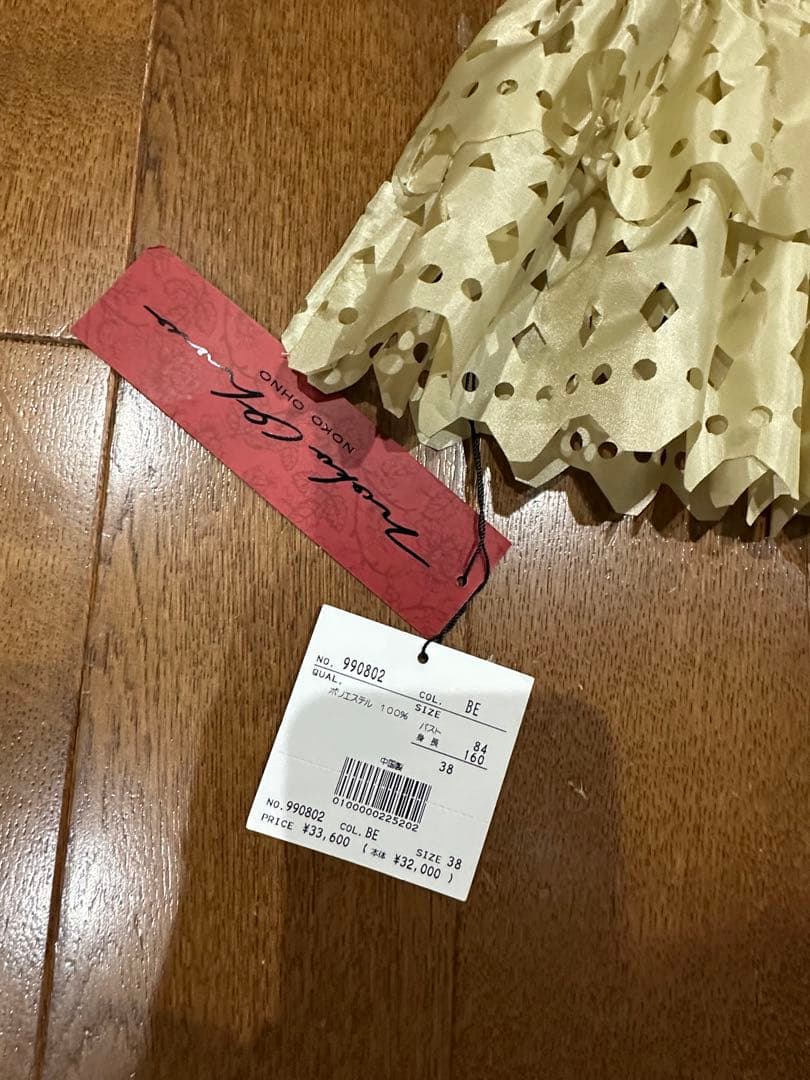 Noko Ohno
NOKO OHNO
NO. 990802
COL. BE
QUAL.
SIZE
ポリエステル 100%
バスト 84
身長 160
38
中国製
0100000225202
NO. 990802 COL. BE SIZE 38
PRICE ¥33,600 (本体 ¥32,000)